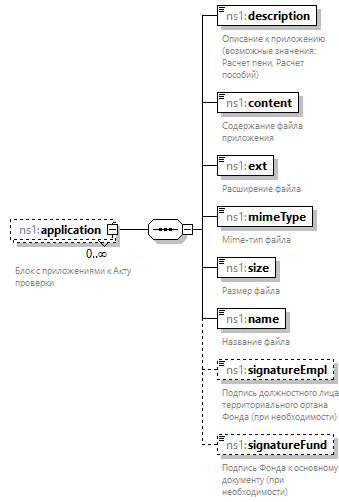 ns1:description
Описание к приложению
(возможные значения:
Расчет пени, Расчет
пособий)
ns1:content
Содержание файла
приложения
ns1:ext
Расширение файла
ns1:mimeType
Mime-тип файла
ns1:application
0..∞
Блок с приложениями к Акту
проверки
ns1:size
Размер файла
ns1:name
Название файла
ns1:signatureEmpl
Подпись должностного лица
территориального органа
Фонда (при необходимости)
ns1:signatureFund
Подпись Фонда к основному
документу (при
необходимости)